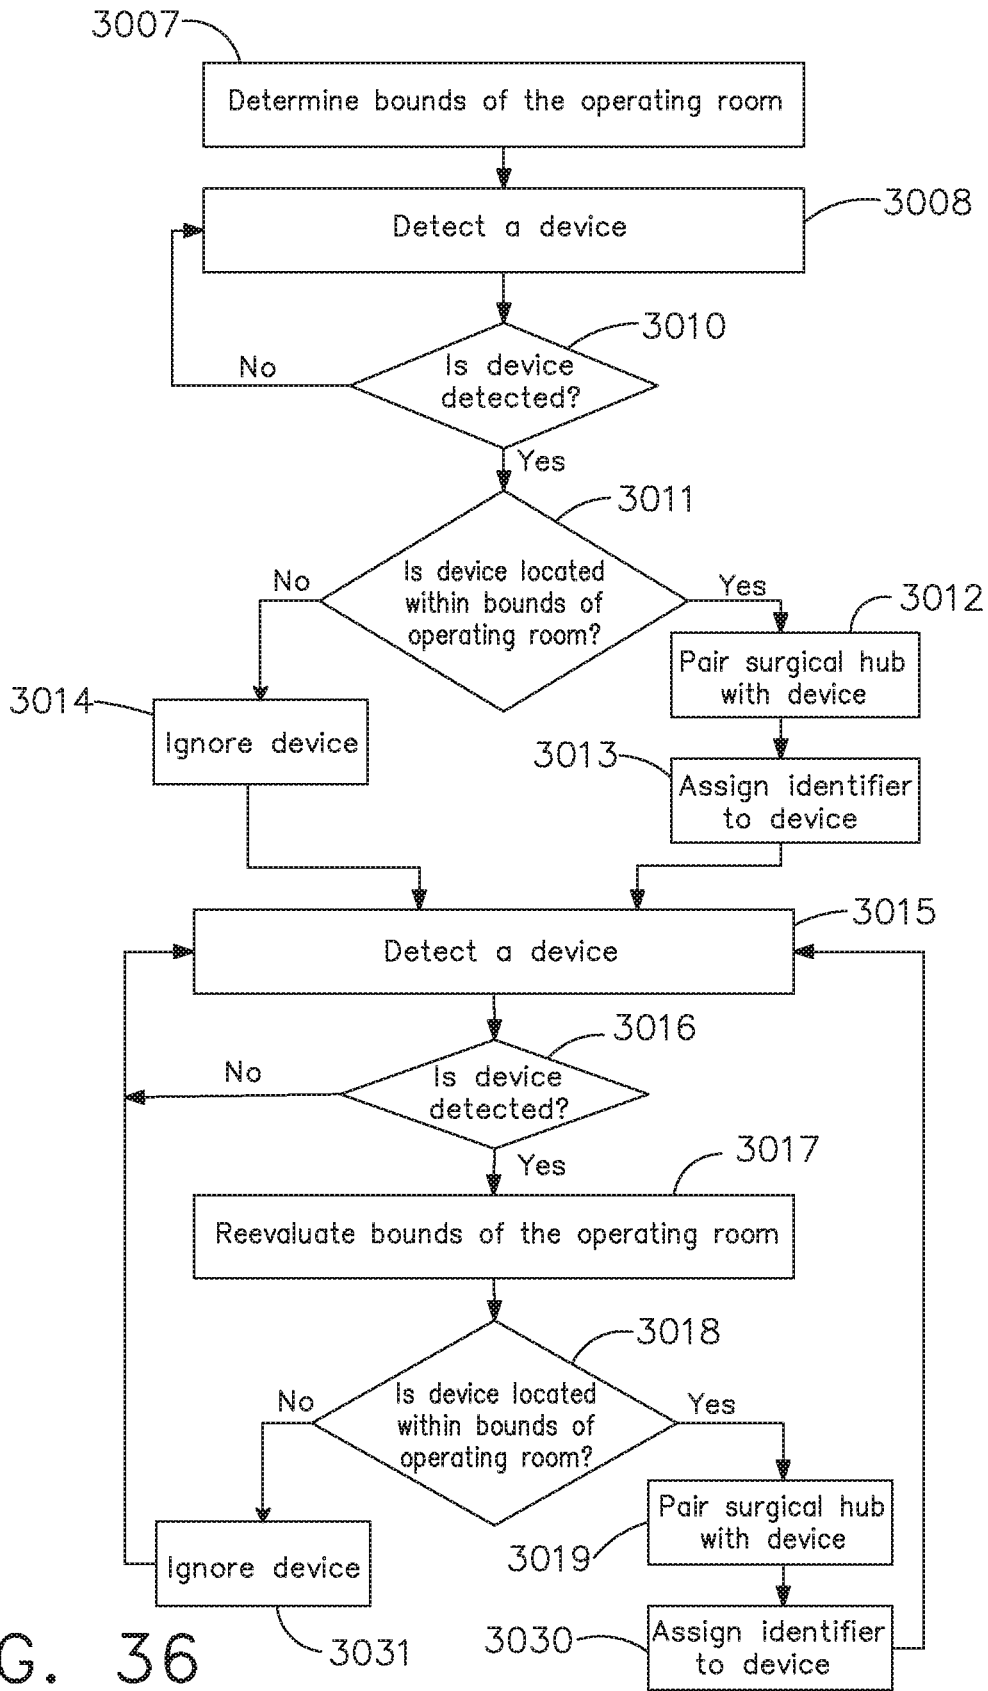 3007
Determine bounds of the operating room
3008
Detect a device
3010
Is device
detected?
No
Yes
3011
Is device located
within bounds of
operating room?
No
Yes
3012
Pair surgical hub
with device
3014
Ignore device
3013
Assign identifier
to device
3015
Detect a device
3016
Is device
detected?
No
Yes
3017
Reevaluate bounds of the operating room
3018
Is device located
within bounds of
operating room?
No
Yes
Pair surgical hub
with device
3019
Ignore device
3031
3030
Assign identifier
to device
G. 36